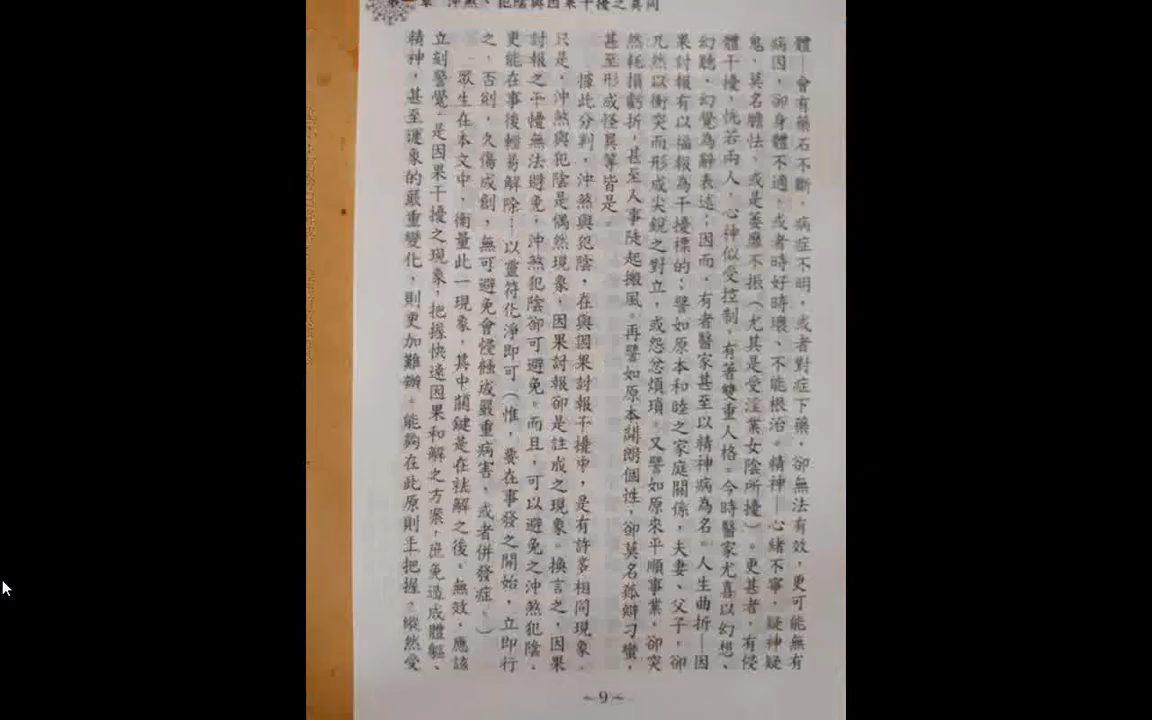 章 沖煞、犯陰與因果干擾之異同
體—會有藥石不斷,病症不明,或者對症下藥,卻無法有效,更可能無有
病因,卻身體不適,或者時好時壞、不能根治。精神—心緒不寧,疑神疑
鬼,莫名膽怯,或是萎靡不振(尤其是受淫業女陰所擾)。更甚者,有侵
體干擾,恍若兩人,心神似受控制,有著雙重人格。今時醫家尤喜以幻想、
幻聽、幻覺為辭表述;因而,有者醫家甚至以精神病為名。人生曲折—因
果討報有以福報為干擾標的;譬如原本和睦之家庭關係,夫妻、父子,卻
兀然以衝突而形成尖銳之對立,或怨忿煩瑣。又譬如原來平順事業,卻突
然耗損虧折,甚至人事陡起掀風。再譬如原本開朗個性,卻莫名孤辯刁蠻,
甚至形成怪異等皆是。
據此分判,沖煞與犯陰,在與因果討報干擾中,是有許多相同現象。
只是,沖煞與犯陰是偶然現象,因果討報卻是註成之現象。換言之,因果
討報之干擾無法避免,沖煞犯陰卻可避免。而且,可以避免之沖煞犯陰,
更能在事後輕易解除:以靈符化淨即可(惟,要在事發之開始,立即行
之,否則,久傷成創,無可避免會侵蝕成嚴重病害,或者併發症。)
眾生在本文中,衡量此一現象,其中關鍵是在祛解之後。無效,應該
立刻警覺,是因果干擾之現象,把握快速因果和解之方案,庶免造成體軀、
精神,甚至運象的嚴重變化,則更加難辦。能夠在此原則上把握,縱然受
~9~